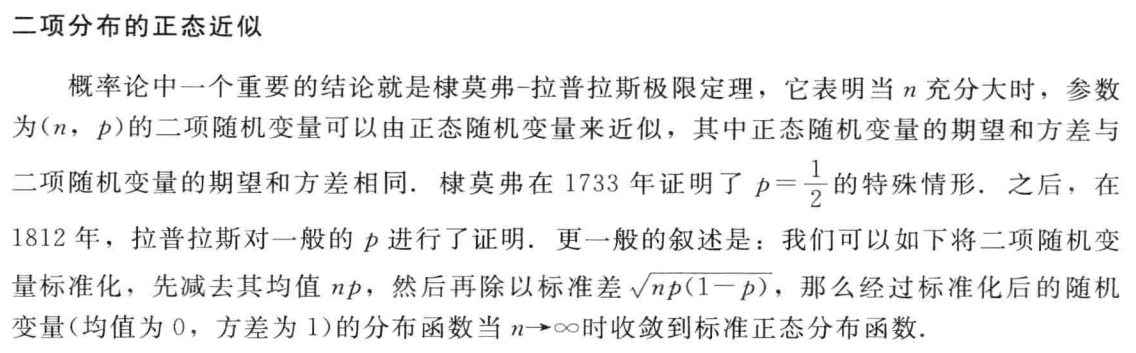 二项分布的正态近似
概率论中一个重要的结论就是棣莫弗-拉普拉斯极限定理，它表明当 n 充分大时，参数
为(n，p)的二项随机变量可以由正态随机变量来近似，其中正态随机变量的期望和方差与
二项随机变量的期望和方差相同．棣莫弗在 1733 年证明了 p=1/2 的特殊情形．之后，在
1812 年，拉普拉斯对一般的 p 进行了证明．更一般的叙述是：我们可以如下将二项随机变
量标准化，先减去其均值 np，然后再除以标准差 √np(1-p)，那么经过标准化后的随机
变量(均值为 0，方差为 1)的分布函数当 n→∞时收敛到标准正态分布函数．